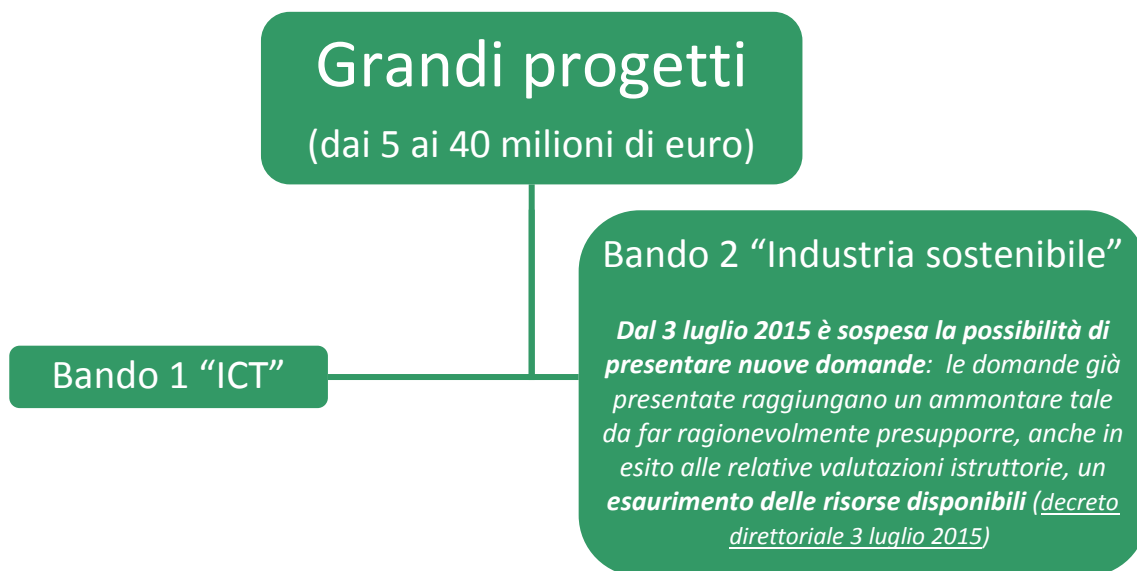 Grandi progetti
(dai 5 ai 40 milioni di euro)
Bando 1 “ICT”
Bando 2 “Industria sostenibile”
Dal 3 luglio 2015 è sospesa la possibilità di
presentare nuove domande: le domande già
presentate raggiungano un ammontare tale
da far ragionevolmente presupporre, anche in
esito alle relative valutazioni istruttorie, un
esaurimento delle risorse disponibili (decreto
direttoriale 3 luglio 2015)